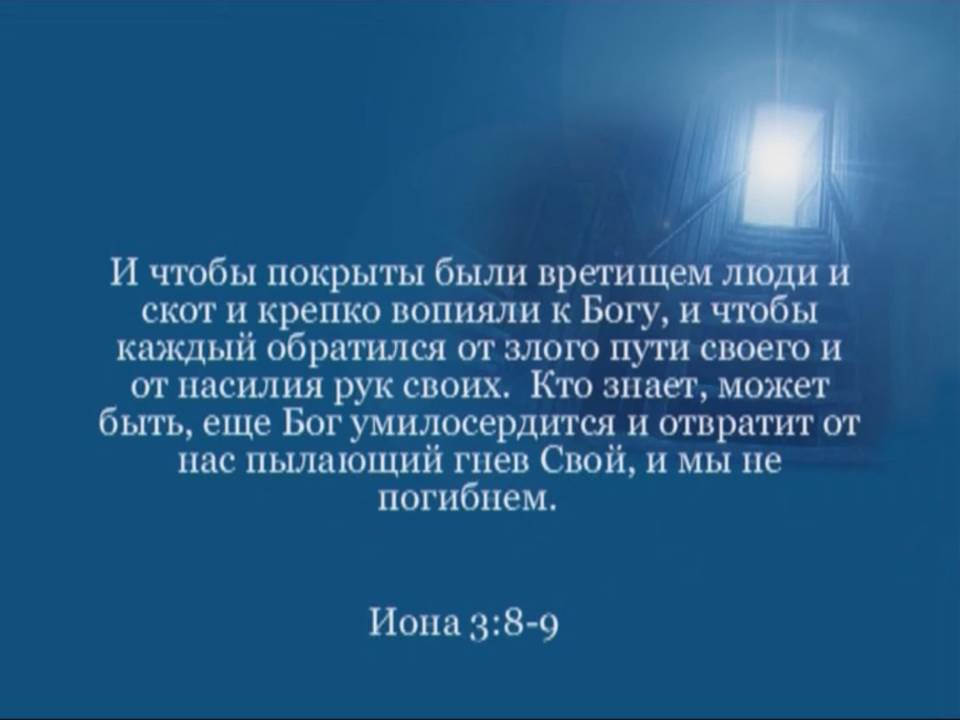 И чтобы покрыты были вретищем люди и
скот и крепко вопияли к Богу, и чтобы
каждый обратился от злого пути своего и
от насилия рук своих.  Кто знает, может
быть, еще Бог умилосердится и отвратит от
нас пылающий гнев Свой, и мы не
погибнем.
Иона 3:8-9